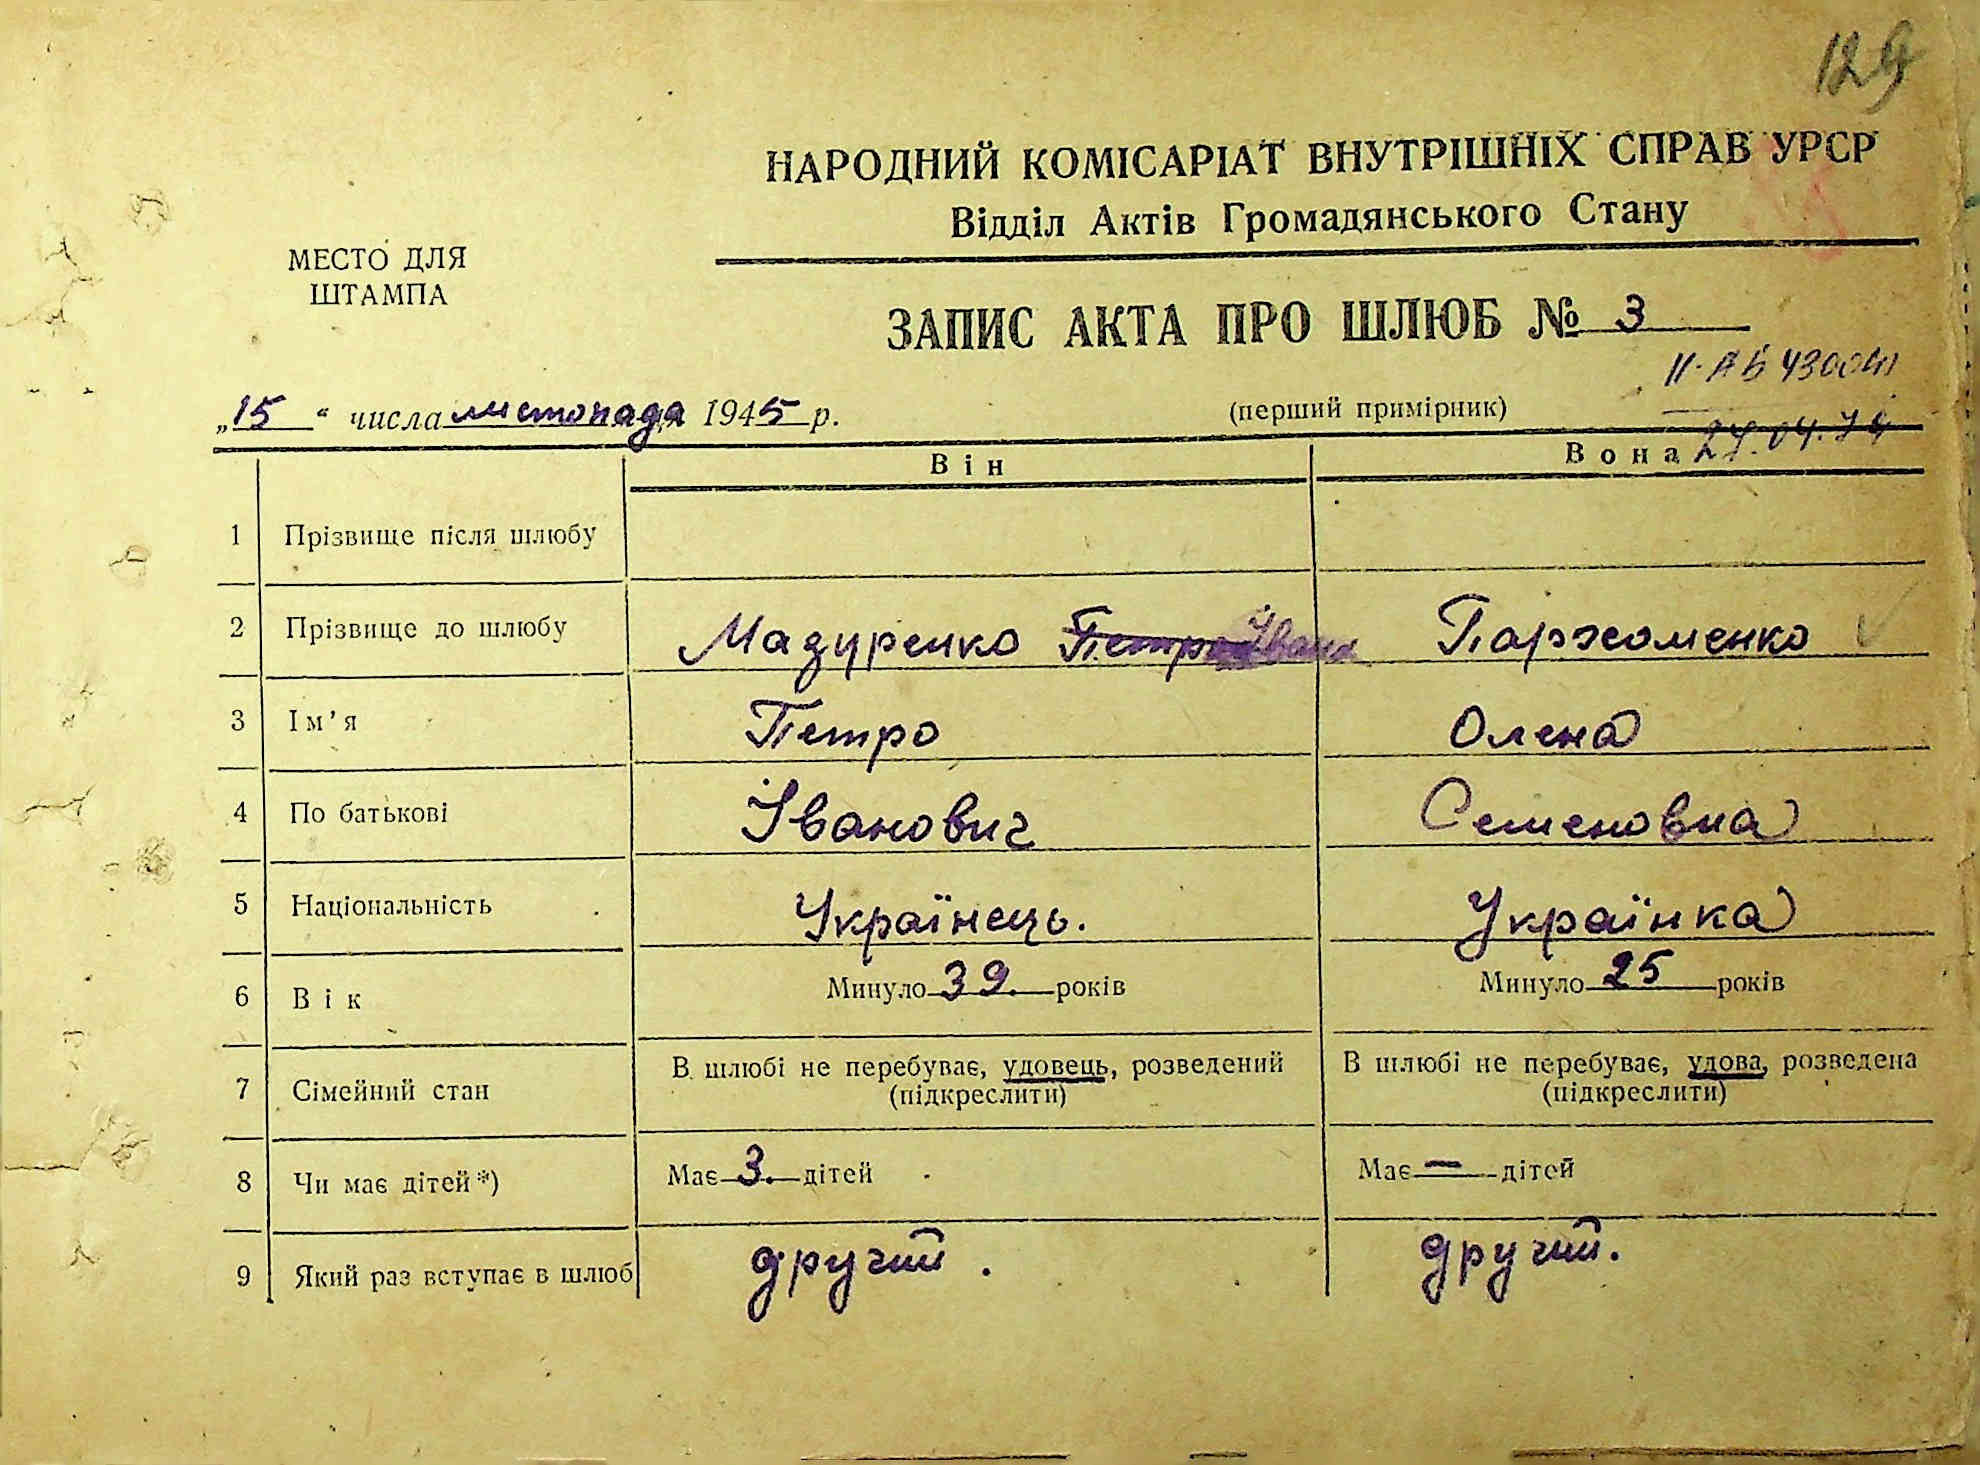 129
НАРОДНИЙ КОМІСАРІАТ ВНУТРІШНІХ СПРАВ УРСР
Відділ Актів Громадянського Стану
МЕСТО ДЛЯ
ШТАМПА
ЗАПИС АКТА ПРО ШЛЮБ № 3
„15“ числа листопада 1945 р.
(перший примірник)
27.04.74
Він
Вона
1 Прізвище після шлюбу
2 Прізвище до шлюбу Мазуренко Петро Пархоменко
3 Ім'я Петро Олена
4 По батькові Іванович Семеновна
5 Національність Українець. Українка
6 Вік Минуло 39. років Минуло 25 років
7 Сімейний стан В шлюбі не перебуває, удовець, розведений В шлюбі не перебуває, удова, розведена
(підкреслити) (підкреслити)
8 Чи має дітей*) Має 3. дітей Має — дітей
9 Який раз вступає в шлюб другий. другий.